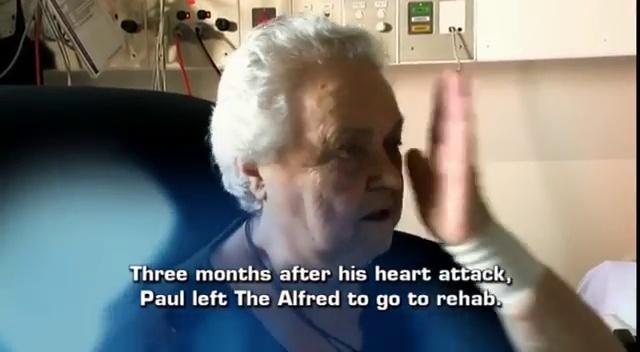 Three months after his heart attack,
Paul left The Alfred to go to rehab.